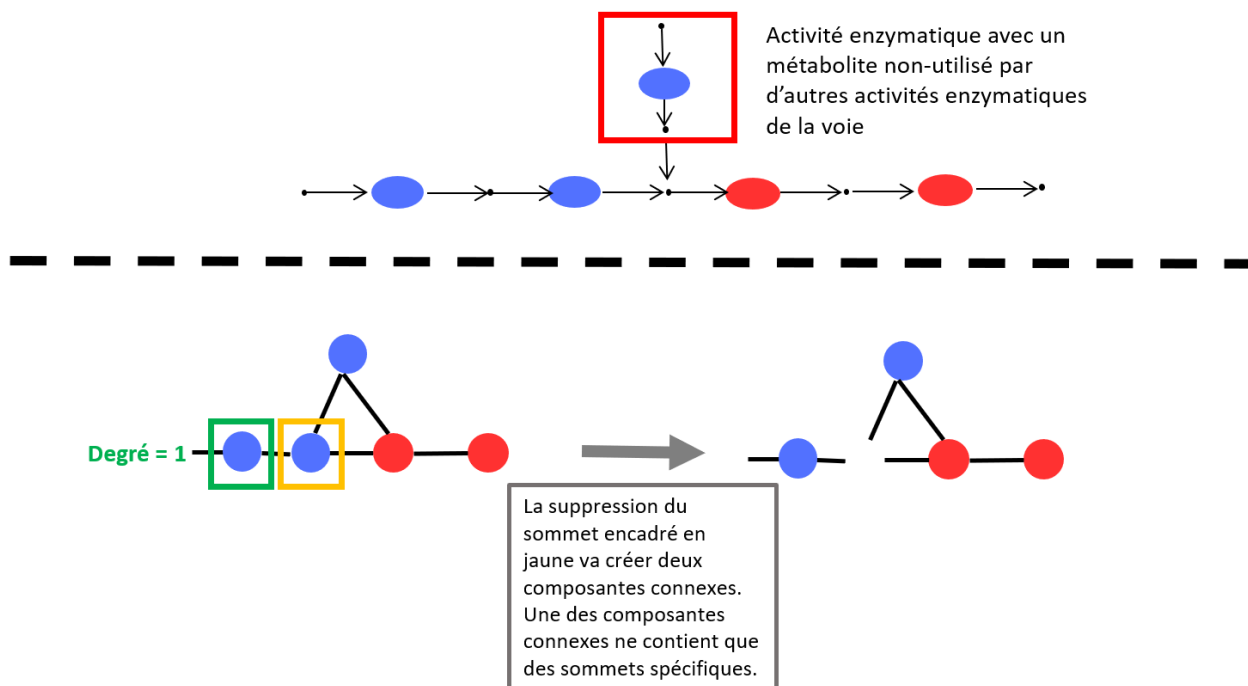 Activité enzymatique avec un
métabolite non-utilisé par
d'autres activités enzymatiques
de la voie
Degré = 1
La suppression du
sommet encadré en
jaune va créer deux
composantes connexes.
Une des composantes
connexes ne contient que
des sommets spécifiques.